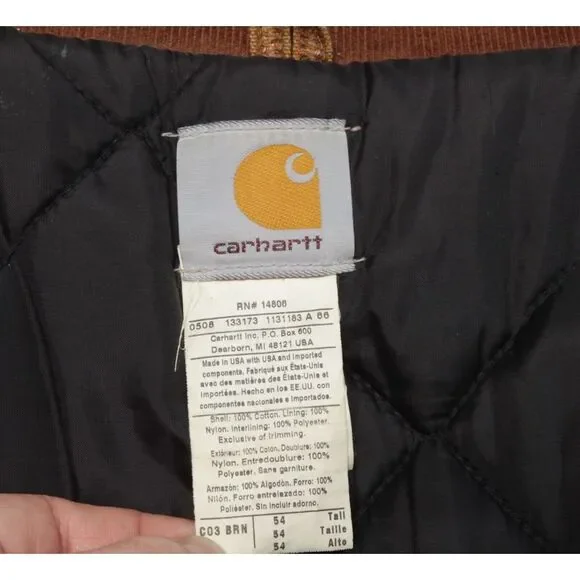 carhartt
RN# 14806
0508 133173 1131183 A 66
Carhartt Inc. P.O. Box 600
Dearborn, MI 48121 USA
Made in USA with USA and imported
components. Fabriqué aux États-Unis
avec des matières des États-Unis et
importées. Hecho en los EE.UU. con
componentes nacionales e importados.
Shell: 100% Cotton. Lining: 100%
Nylon. Interlining: 100% Polyester.
Exclusive of trimming.
Extérieur: 100% Coton. Doublure: 100%
Nylon. Entredoublure: 100%
Polyester. Sans garniture.
Armazón: 100% Algodón. Forro: 100%
Nilón. Forro entrelazado: 100%
Poliéster. Sin incluir adorno.
C03 BRN 54 Tall
54 Taille
54 Alto